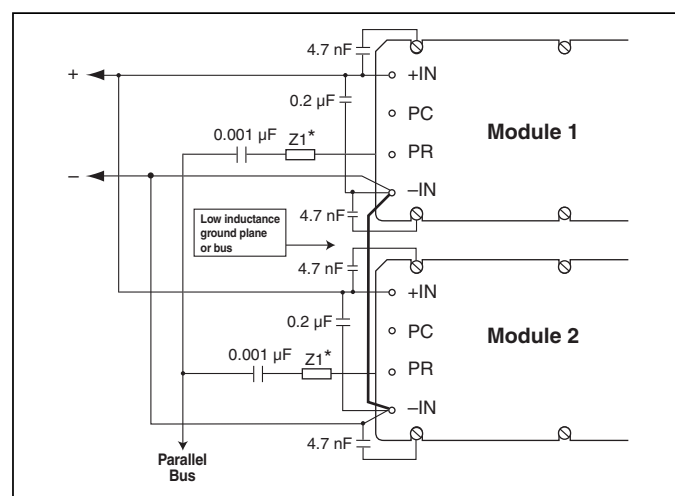 4.7 nF
+
+IN
0.2 µF
PC
Module 1
0.001 µF
Z1*
PR
–
–IN
Low inductance
ground plane
or bus
4.7 nF
4.7 nF
+IN
0.2 µF
PC
Module 2
0.001 µF
Z1*
PR
–IN
4.7 nF
Parallel
Bus